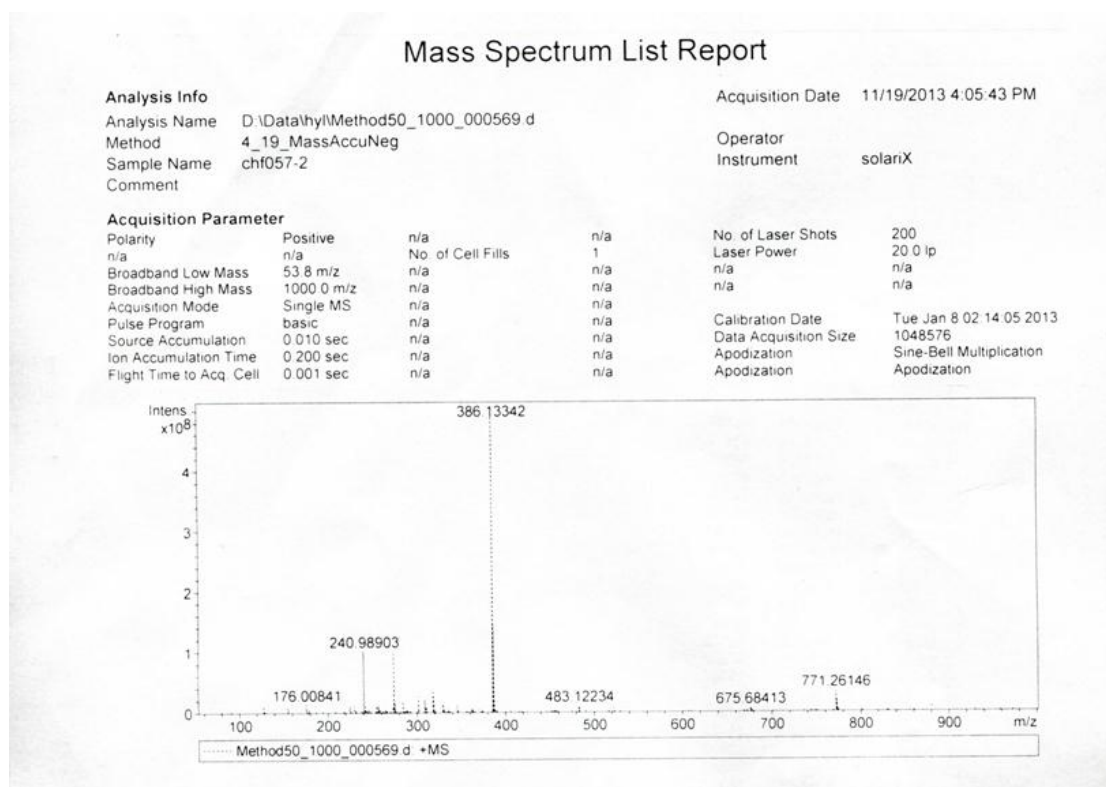 Mass Spectrum List Report
Analysis Info
Acquisition Date 11/19/2013 4:05:43 PM
Analysis Name D:\Data\hyl\Method50_1000_000569.d
Method 4_19_MassAccuNeg
Operator
Sample Name chf057-2
Instrument solariX
Comment
Acquisition Parameter
Polarity Positive n/a n/a No. of Laser Shots 200
n/a n/a No. of Cell Fills 1 Laser Power 20.0 lp
Broadband Low Mass 53.8 m/z n/a n/a n/a n/a
Broadband High Mass 1000.0 m/z n/a n/a n/a n/a
Acquisition Mode Single MS n/a n/a
Pulse Program basic n/a n/a Calibration Date Tue Jan 8 02:14:05 2013
Source Accumulation 0.010 sec n/a n/a Data Acquisition Size 1048576
Ion Accumulation Time 0.200 sec n/a n/a Apodization Sine-Bell Multiplication
Flight Time to Acq. Cell 0.001 sec n/a n/a Apodization Apodization
Intens.
x10⁸
386.13342
4
3
2
240.98903
1
771.26146
176.00841 483.12234 675.68413
0
100 200 300 400 500 600 700 800 900 m/z
Method50_1000_000569.d: +MS